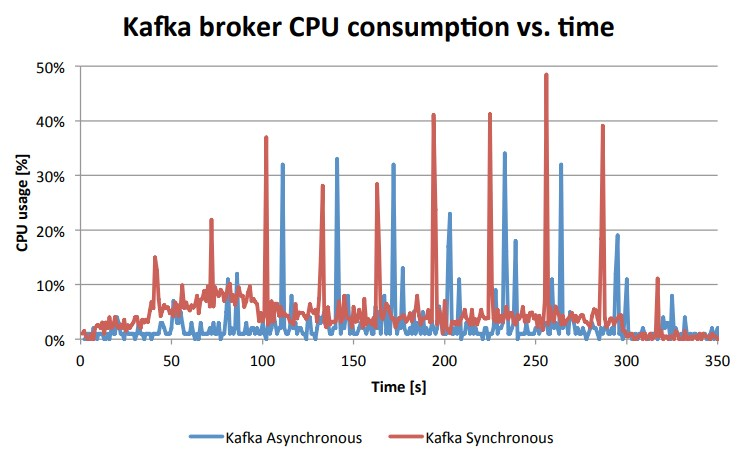 Kafka broker CPU consumption vs. time
50%
40%
30%
20%
10%
0%
CPU usage [%]
0 50 100 150 200 250 300 350
Time [s]
Kafka Asynchronous Kafka Synchronous